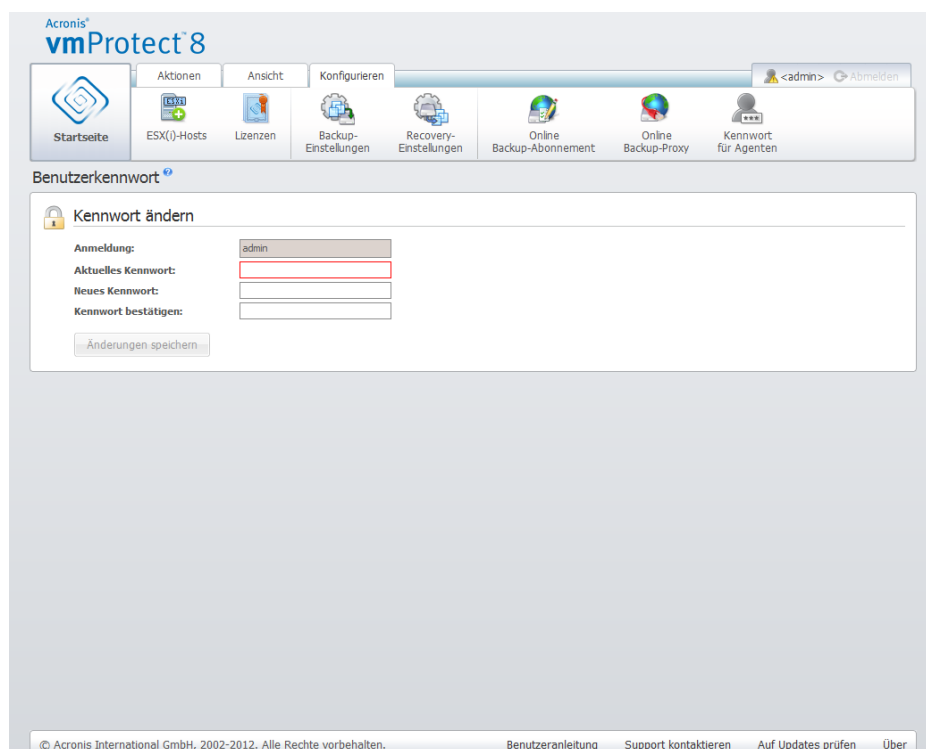 Acronis®
vmProtect™8
Aktionen Ansicht Konfigurieren <admin> Abmelden
Startseite
ESX(i)-Hosts
Lizenzen
Backup-
Einstellungen
Recovery-
Einstellungen
Online
Backup-Abonnement
Online
Backup-Proxy
Kennwort
für Agenten
Benutzerkennwort ?
Kennwort ändern
Anmeldung: admin
Aktuelles Kennwort:
Neues Kennwort:
Kennwort bestätigen:
Änderungen speichern
© Acronis International GmbH, 2002-2012. Alle Rechte vorbehalten. Benutzeranleitung Support kontaktieren Auf Updates prüfen Über